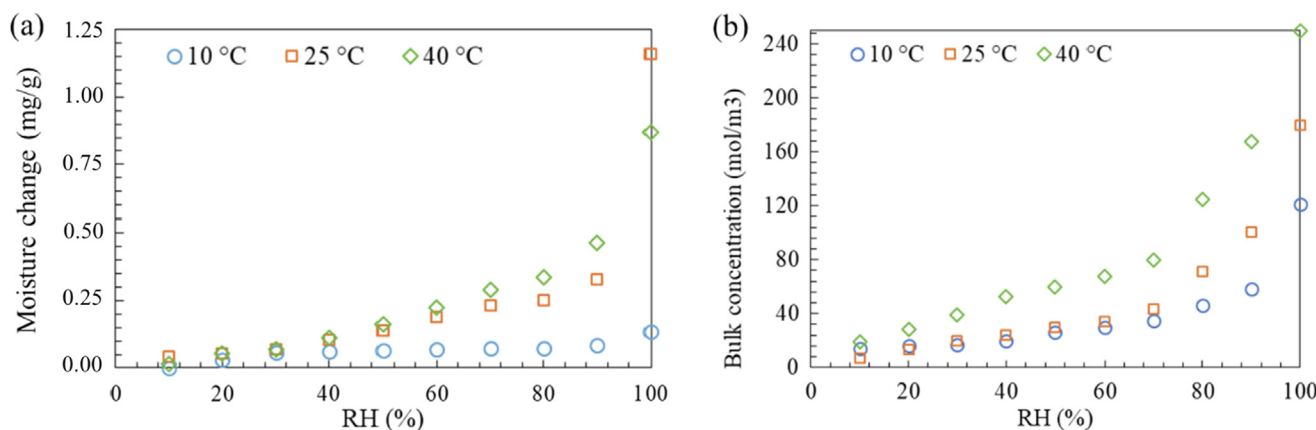 (a)
10 °C 25 °C 40 °C
Moisture change (mg/g)
1.25
1.00
0.75
0.50
0.25
0.00
0 20 40 60 80 100
RH (%)
(b)
10 °C 25 °C 40 °C
Bulk concentration (mol/m3)
240
200
160
120
80
40
0
0 20 40 60 80 100
RH (%)